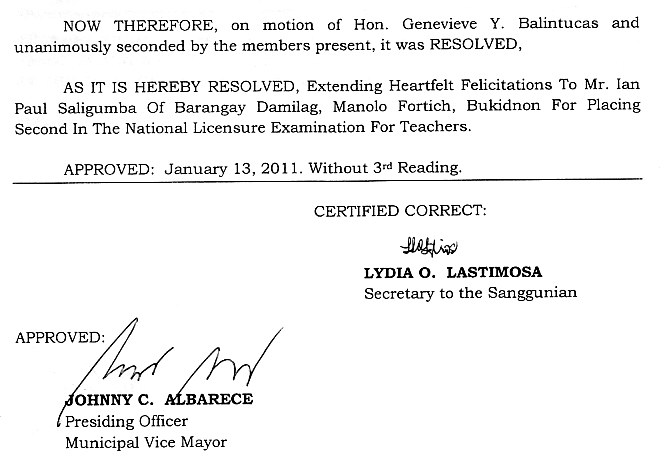 NOW THEREFORE, on motion of Hon. Genevieve Y. Balintucas and
unanimously seconded by the members present, it was RESOLVED,
AS IT IS HEREBY RESOLVED, Extending Heartfelt Felicitations To Mr. Ian
Paul Saligumba Of Barangay Damilag, Manolo Fortich, Bukidnon For Placing
Second In The National Licensure Examination For Teachers.
APPROVED: January 13, 2011. Without 3rd Reading.
CERTIFIED CORRECT:
LYDIA O. LASTIMOSA
Secretary to the Sanggunian
APPROVED:
JOHNNY C. ALBARECE
Presiding Officer
Municipal Vice Mayor